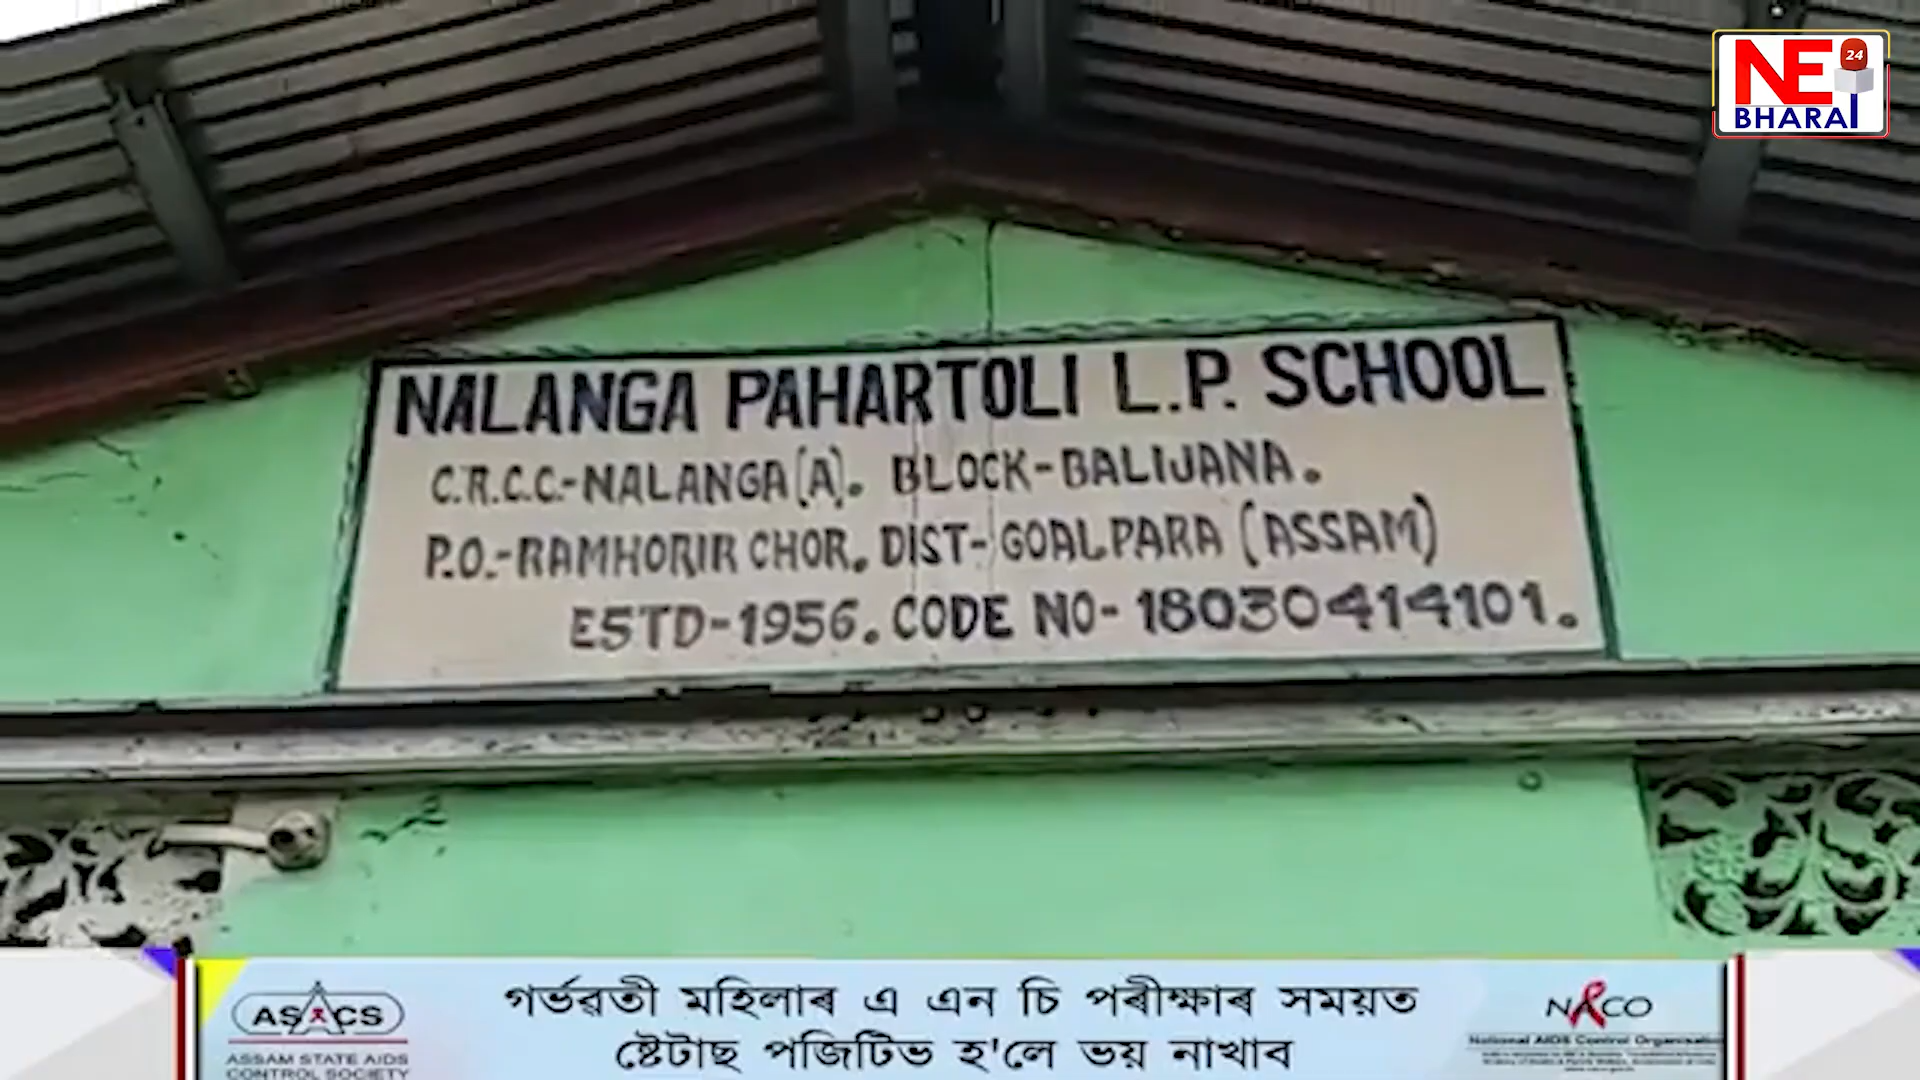 NE 24
BHARAT
NALANGA PAHARTOLI L.P. SCHOOL
C.R.C.C.-NALANGA(A). BLOCK-BALIJANA.
P.O.-RAMHORIR CHOR. DIST-GOALPARA (ASSAM)
ESTD-1956. CODE NO-18030414101.
ASACS
ASSAM STATE AIDS
CONTROL SOCIETY
গৰ্ভৱতী মহিলাৰ এ এন চি পৰীক্ষাৰ সময়ত
ষ্টেটাছ পজিটিভ হ'লে ভয় নাখাব
NACO
National AIDS Control Organisation